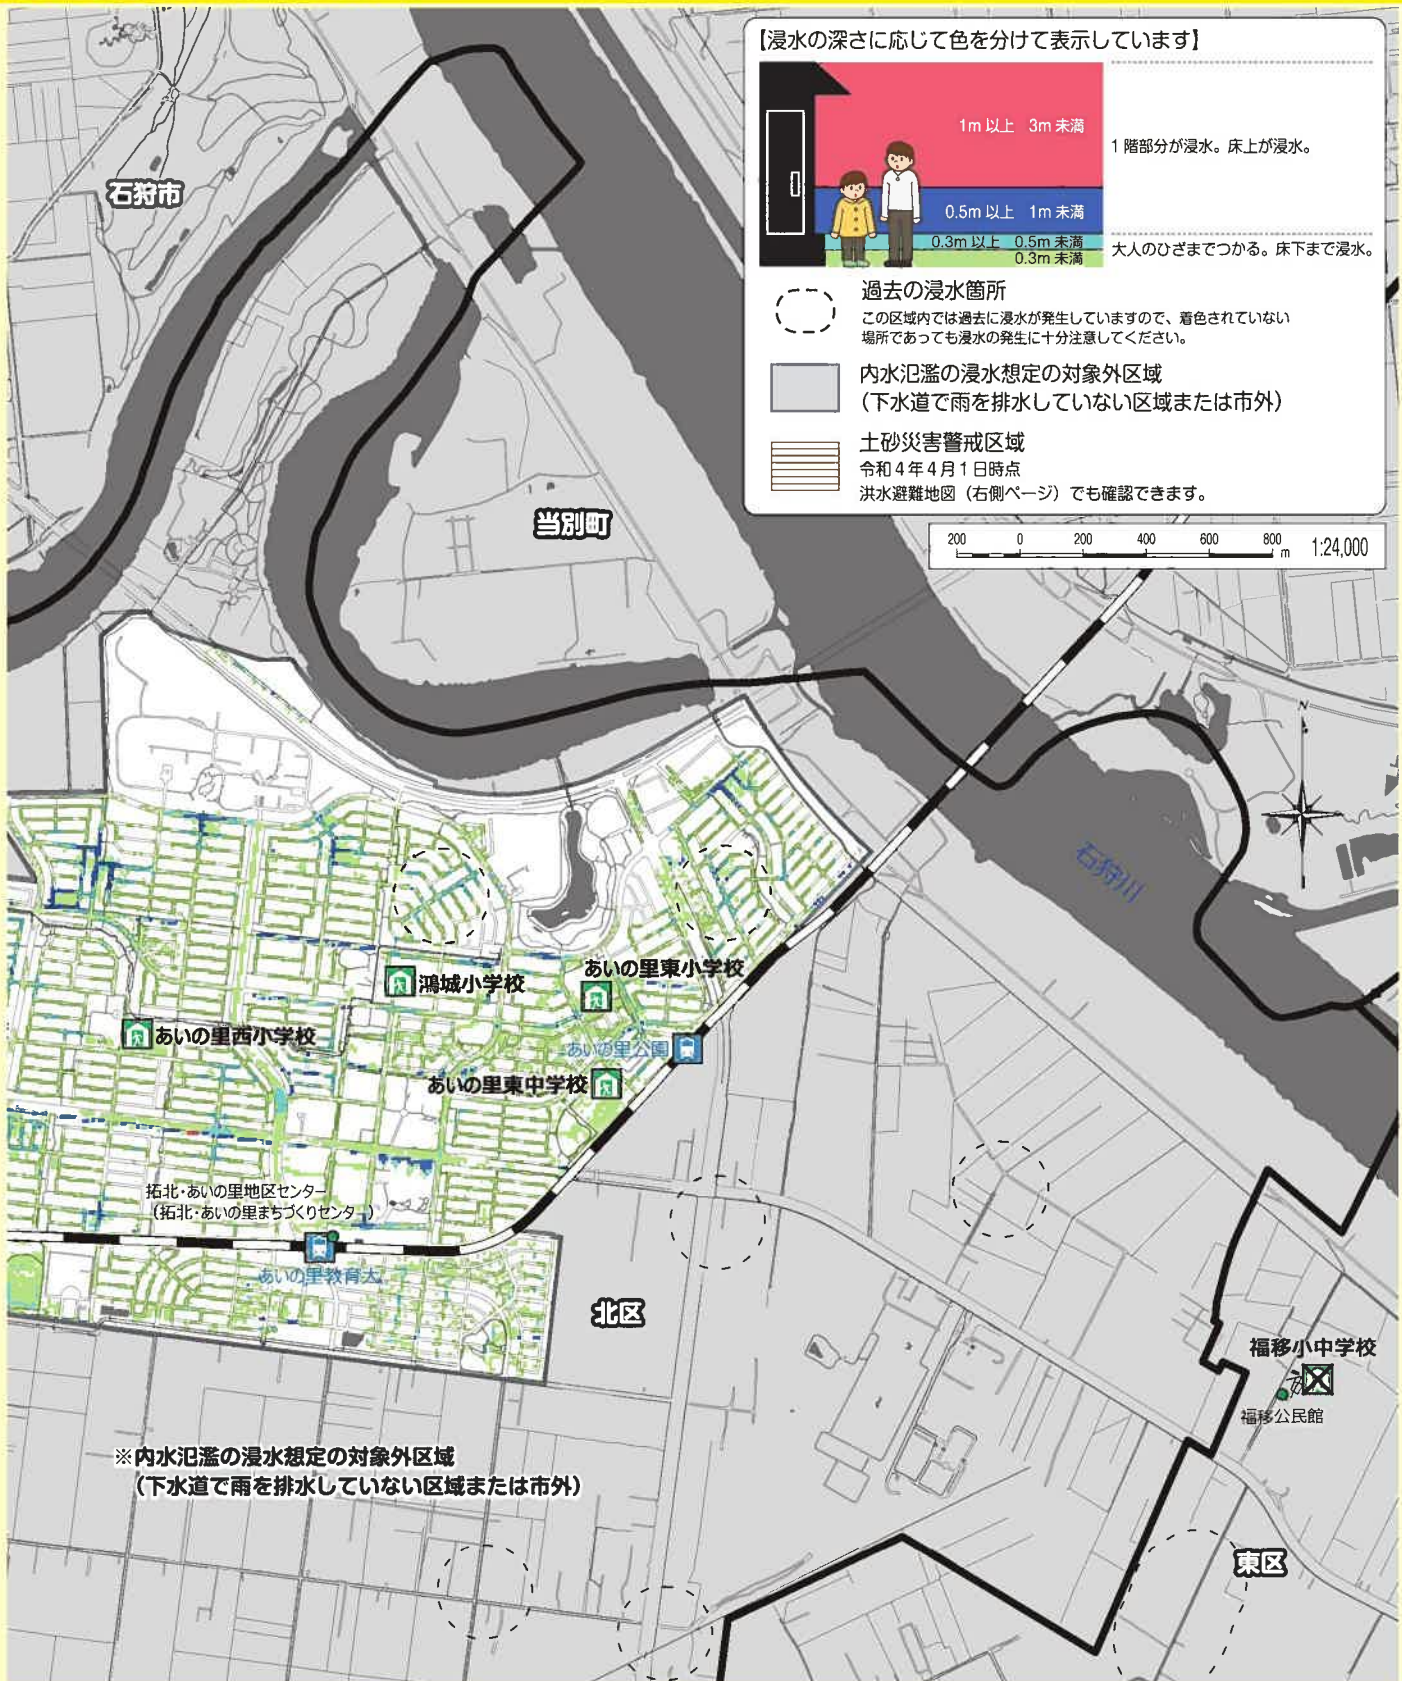 【浸水の深さに応じて色を分けて表示しています】
1m 以上 3m 未満
1 階部分が浸水。床上が浸水。
0.5m 以上 1m 未満
0.3m 以上 0.5m 未満
0.3m 未満
大人のひざまでつかる。床下まで浸水。
過去の浸水箇所
この区域内では過去に浸水が発生していますので、着色されていない
場所であっても浸水の発生に十分注意してください。
内水氾濫の浸水想定の対象外区域
（下水道で雨を排水していない区域または市外）
土砂災害警戒区域
令和4年4月1日時点
洪水避難地図（右側ページ）でも確認できます。
200 0 200 400 600 800 m 1:24,000
石狩市
当別町
N
石狩川
鴻城小学校
あいの里東小学校
あいの里西小学校
あいの里公園
あいの里東中学校
拓北・あいの里地区センター
（拓北・あいの里まちづくりセンター）
あいの里教育大
北区
福移小中学校
福移公民館
※内水氾濫の浸水想定の対象外区域
（下水道で雨を排水していない区域または市外）
東区